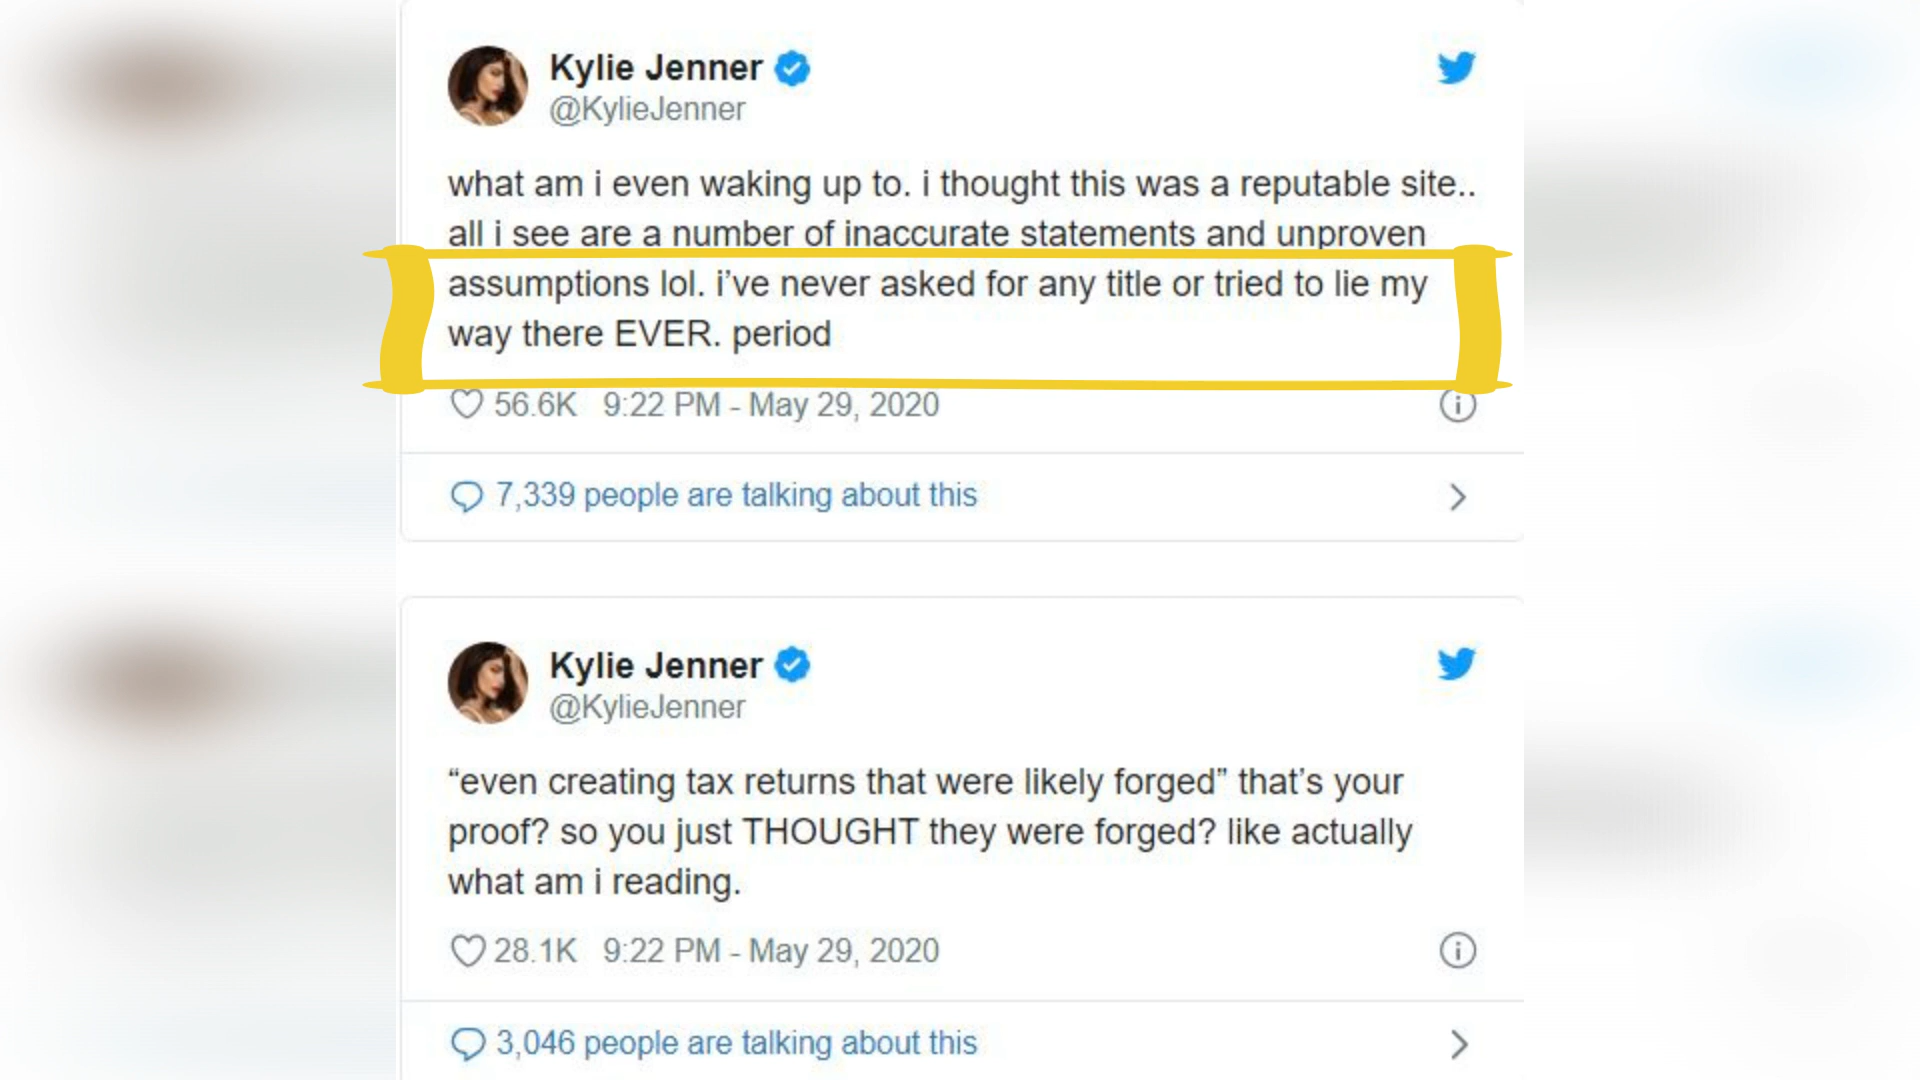 Kylie Jenner
@KylieJenner
what am i even waking up to. i thought this was a reputable site..
all i see are a number of inaccurate statements and unproven
assumptions lol. i’ve never asked for any title or tried to lie my
way there EVER. period
56.6K 9:22 PM - May 29, 2020
7,339 people are talking about this
Kylie Jenner
@KylieJenner
“even creating tax returns that were likely forged” that’s your
proof? so you just THOUGHT they were forged? like actually
what am i reading.
28.1K 9:22 PM - May 29, 2020
3,046 people are talking about this